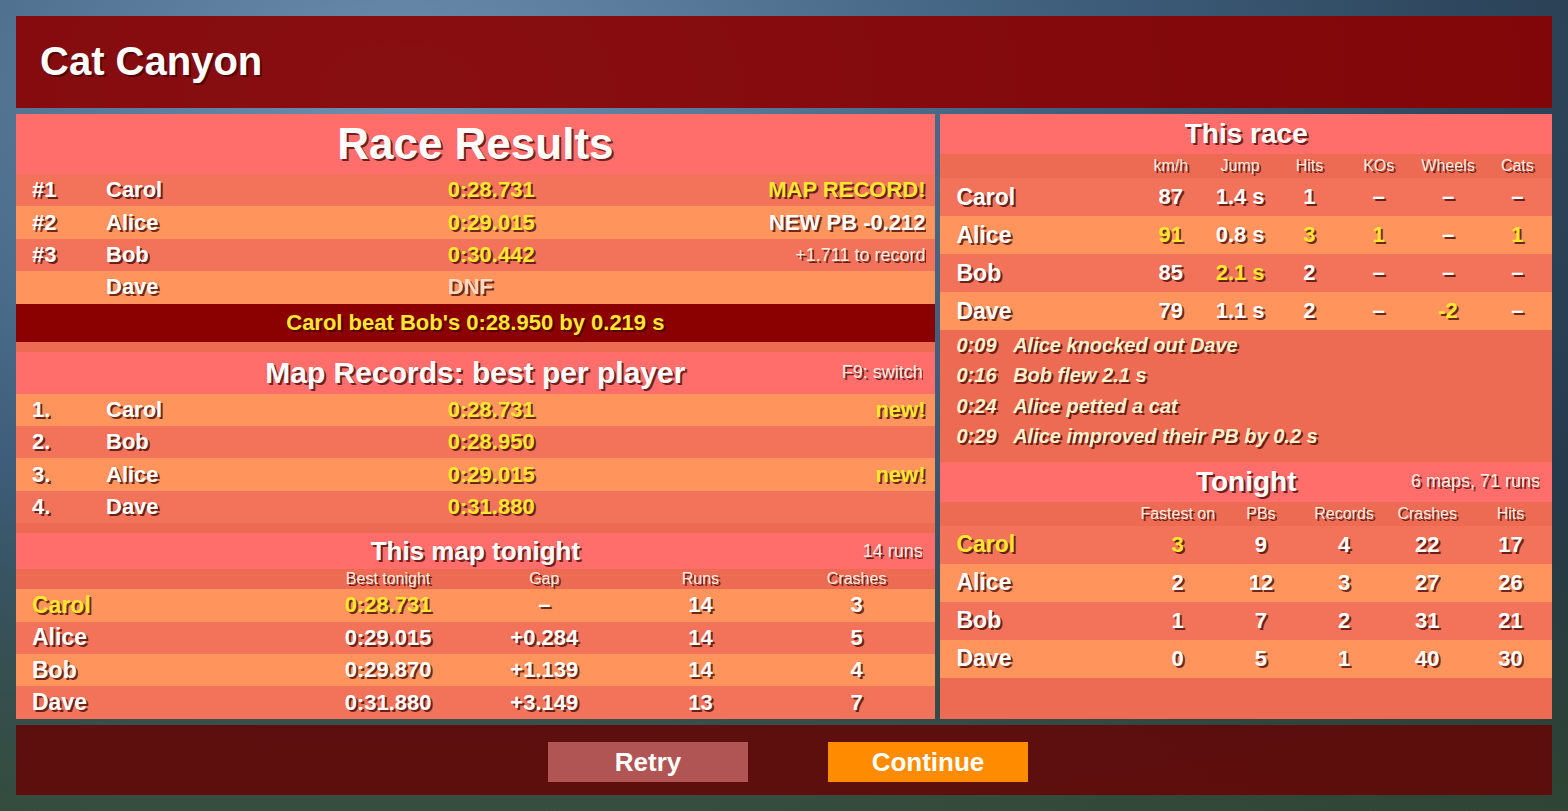 Cat Canyon
Race Results
#1 Carol 0:28.731 MAP RECORD!
#2 Alice 0:29.015 NEW PB -0.212
#3 Bob 0:30.442 +1.711 to record
Dave DNF
Carol beat Bob's 0:28.950 by 0.219 s
Map Records: best per player F9: switch
1. Carol 0:28.731 new!
2. Bob 0:28.950
3. Alice 0:29.015 new!
4. Dave 0:31.880
This map tonight 14 runs
Best tonight Gap Runs Crashes
Carol 0:28.731 – 14 3
Alice 0:29.015 +0.284 14 5
Bob 0:29.870 +1.139 14 4
Dave 0:31.880 +3.149 13 7
This race
km/h Jump Hits KOs Wheels Cats
Carol 87 1.4 s 1 – – –
Alice 91 0.8 s 3 1 – 1
Bob 85 2.1 s 2 – – –
Dave 79 1.1 s 2 – -2 –
0:09 Alice knocked out Dave
0:16 Bob flew 2.1 s
0:24 Alice petted a cat
0:29 Alice improved their PB by 0.2 s
Tonight 6 maps, 71 runs
Fastest on PBs Records Crashes Hits
Carol 3 9 4 22 17
Alice 2 12 3 27 26
Bob 1 7 2 31 21
Dave 0 5 1 40 30
Retry Continue